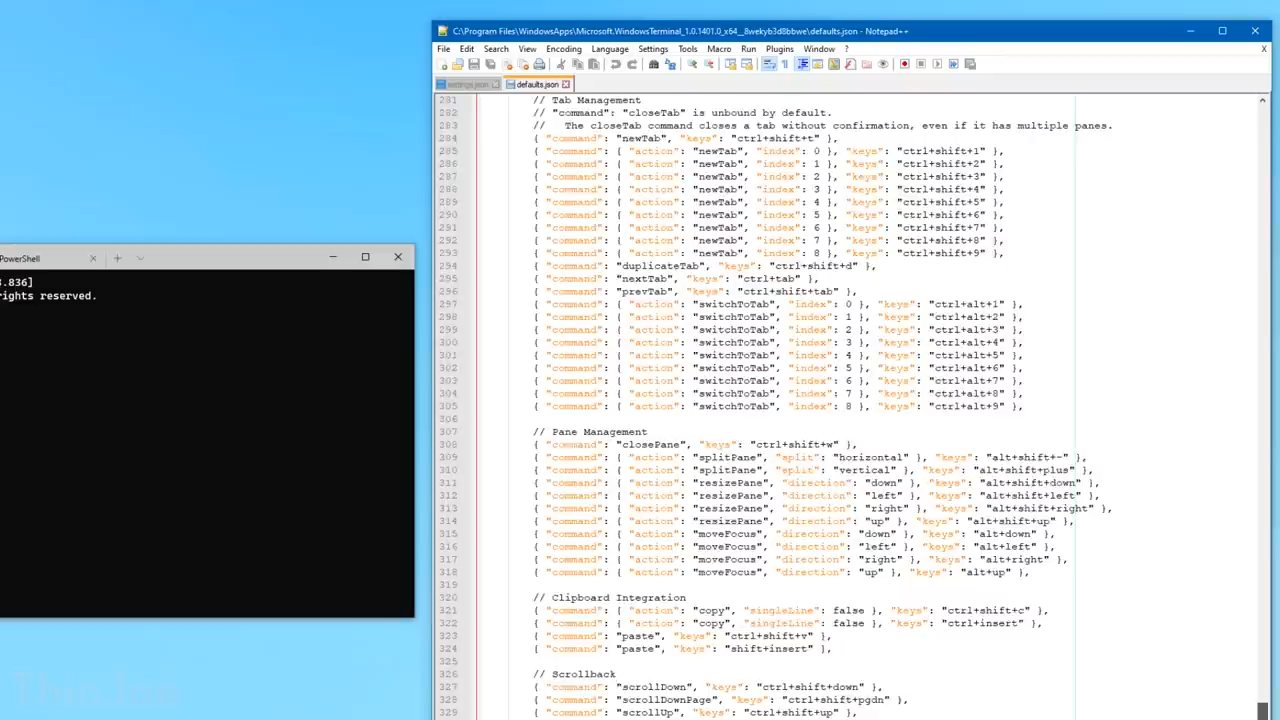 C:\Program Files\WindowsApps\Microsoft.WindowsTerminal_1.0.1401.0_x64__8wekyb3d8bbwe\defaults.json - Notepad++
File Edit Search View Encoding Language Settings Tools Macro Run Plugins Window ? X
settings.json defaults.json
281 // Tab Management
282 // "command": "closeTab" is unbound by default.
283 //   The closeTab command closes a tab without confirmation, even if it has multiple panes.
284 { "command": "newTab", "keys": "ctrl+shift+t" },
285 { "command": { "action": "newTab", "index": 0 }, "keys": "ctrl+shift+1" },
286 { "command": { "action": "newTab", "index": 1 }, "keys": "ctrl+shift+2" },
287 { "command": { "action": "newTab", "index": 2 }, "keys": "ctrl+shift+3" },
288 { "command": { "action": "newTab", "index": 3 }, "keys": "ctrl+shift+4" },
289 { "command": { "action": "newTab", "index": 4 }, "keys": "ctrl+shift+5" },
290 { "command": { "action": "newTab", "index": 5 }, "keys": "ctrl+shift+6" },
291 { "command": { "action": "newTab", "index": 6 }, "keys": "ctrl+shift+7" },
292 { "command": { "action": "newTab", "index": 7 }, "keys": "ctrl+shift+8" },
293 { "command": { "action": "newTab", "index": 8 }, "keys": "ctrl+shift+9" },
294 { "command": "duplicateTab", "keys": "ctrl+shift+d" },
295 { "command": "nextTab", "keys": "ctrl+tab" },
296 { "command": "prevTab", "keys": "ctrl+shift+tab" },
297 { "command": { "action": "switchToTab", "index": 0 }, "keys": "ctrl+alt+1" },
298 { "command": { "action": "switchToTab", "index": 1 }, "keys": "ctrl+alt+2" },
299 { "command": { "action": "switchToTab", "index": 2 }, "keys": "ctrl+alt+3" },
300 { "command": { "action": "switchToTab", "index": 3 }, "keys": "ctrl+alt+4" },
301 { "command": { "action": "switchToTab", "index": 4 }, "keys": "ctrl+alt+5" },
302 { "command": { "action": "switchToTab", "index": 5 }, "keys": "ctrl+alt+6" },
303 { "command": { "action": "switchToTab", "index": 6 }, "keys": "ctrl+alt+7" },
304 { "command": { "action": "switchToTab", "index": 7 }, "keys": "ctrl+alt+8" },
305 { "command": { "action": "switchToTab", "index": 8 }, "keys": "ctrl+alt+9" },
306
307 // Pane Management
308 { "command": "closePane", "keys": "ctrl+shift+w" },
309 { "command": { "action": "splitPane", "split": "horizontal" }, "keys": "alt+shift+-" },
310 { "command": { "action": "splitPane", "split": "vertical" }, "keys": "alt+shift+plus" },
311 { "command": { "action": "resizePane", "direction": "down" }, "keys": "alt+shift+down" },
312 { "command": { "action": "resizePane", "direction": "left" }, "keys": "alt+shift+left" },
313 { "command": { "action": "resizePane", "direction": "right" }, "keys": "alt+shift+right" },
314 { "command": { "action": "resizePane", "direction": "up" }, "keys": "alt+shift+up" },
315 { "command": { "action": "moveFocus", "direction": "down" }, "keys": "alt+down" },
316 { "command": { "action": "moveFocus", "direction": "left" }, "keys": "alt+left" },
317 { "command": { "action": "moveFocus", "direction": "right" }, "keys": "alt+right" },
318 { "command": { "action": "moveFocus", "direction": "up" }, "keys": "alt+up" },
319
320 // Clipboard Integration
321 { "command": { "action": "copy", "singleLine": false }, "keys": "ctrl+shift+c" },
322 { "command": { "action": "copy", "singleLine": false }, "keys": "ctrl+insert" },
323 { "command": "paste", "keys": "ctrl+shift+v" },
324 { "command": "paste", "keys": "shift+insert" },
325
326 // Scrollback
327 { "command": "scrollDown", "keys": "ctrl+shift+down" },
328 { "command": "scrollDownPage", "keys": "ctrl+shift+pgdn" },
329 { "command": "scrollUp", "keys": "ctrl+shift+up" },
PowerShell
.836]
rights reserved.